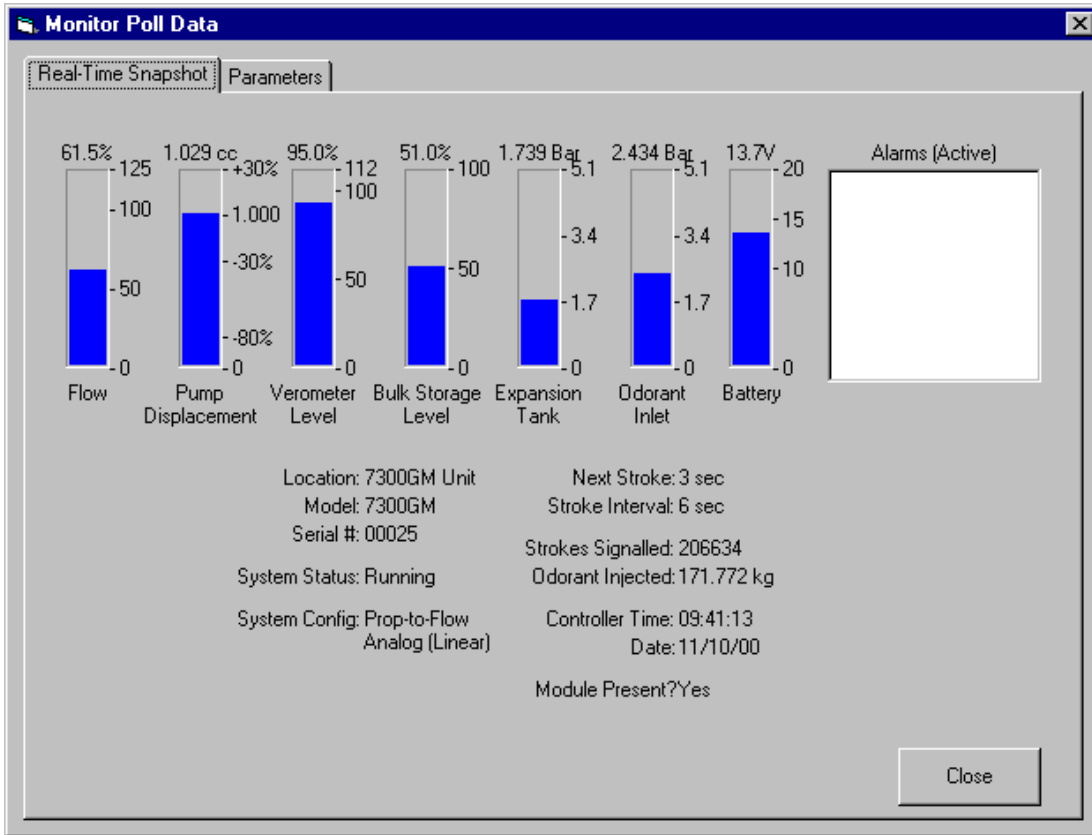 Monitor Poll Data
Real-Time Snapshot
Parameters
61.5%
125
100
50
0
Flow
1.029 cc
+30%
1.000
-30%
-80%
0
Pump
Displacement
95.0%
112
100
50
0
Verometer
Level
51.0%
100
50
0
Bulk Storage
Level
1.739 Bar
5.1
3.4
1.7
0
Expansion
Tank
2.434 Bar
5.1
3.4
1.7
0
Odorant
Inlet
13.7V
20
15
10
0
Battery
Alarms (Active)
Location: 7300GM Unit
Model: 7300GM
Serial #: 00025
System Status: Running
System Config: Prop-to-Flow
Analog (Linear)
Next Stroke: 3 sec
Stroke Interval: 6 sec
Strokes Signalled: 206634
Odorant Injected: 171.772 kg
Controller Time: 09:41:13
Date: 11/10/00
Module Present?Yes
Close